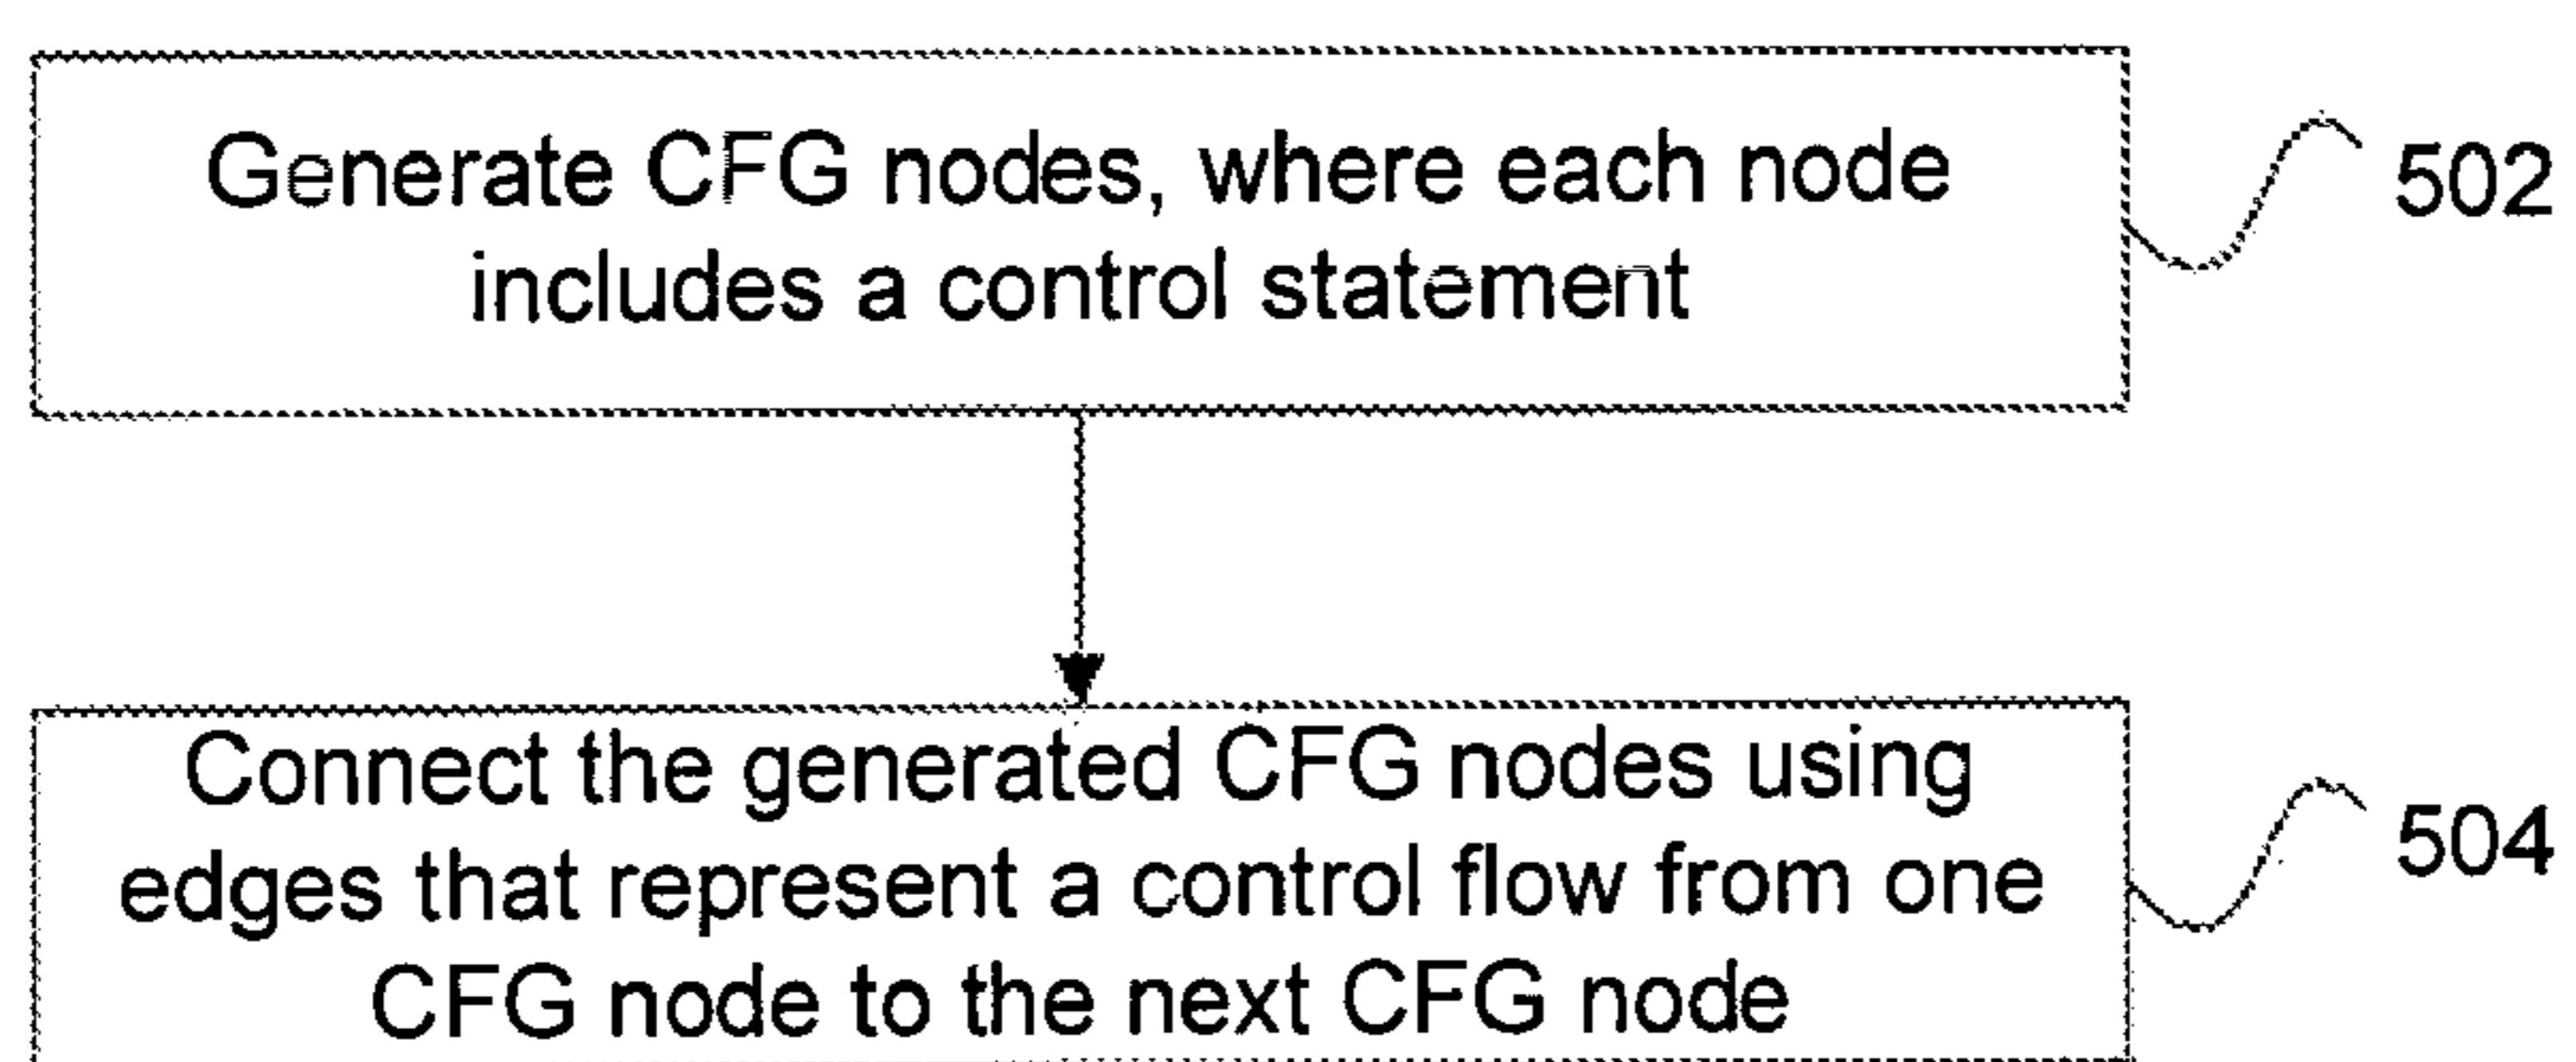 Generate CFG nodes, where each node
includes a control statement
502
Connect the generated CFG nodes using
edges that represent a control flow from one
CFG node to the next CFG node
504